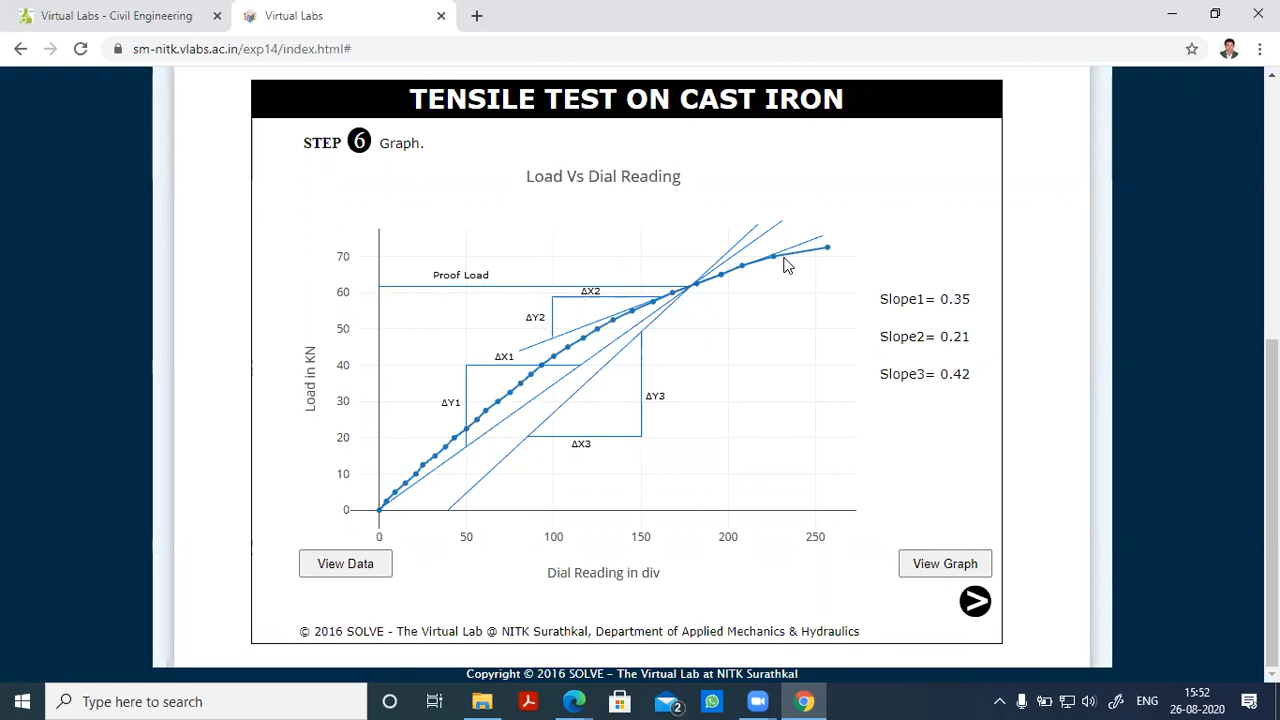 Virtual Labs - Civil Engineering
Virtual Labs
sm-nitk.vlabs.ac.in/exp14/index.html#
TENSILE TEST ON CAST IRON
STEP 6 Graph.
Load Vs Dial Reading
70
60
50
40
30
20
10
0
Load in KN
Proof Load
ΔX2
ΔY2
ΔX1
ΔY1
ΔY3
ΔX3
Slope1= 0.35
Slope2= 0.21
Slope3= 0.42
0 50 100 150 200 250
Dial Reading in div
View Data
View Graph
>
© 2016 SOLVE - The Virtual Lab @ NITK Surathkal, Department of Applied Mechanics & Hydraulics
Copyright © 2016 SOLVE – The Virtual Lab at NITK Surathkal
Type here to search
2
ENG
15:52
26-08-2020